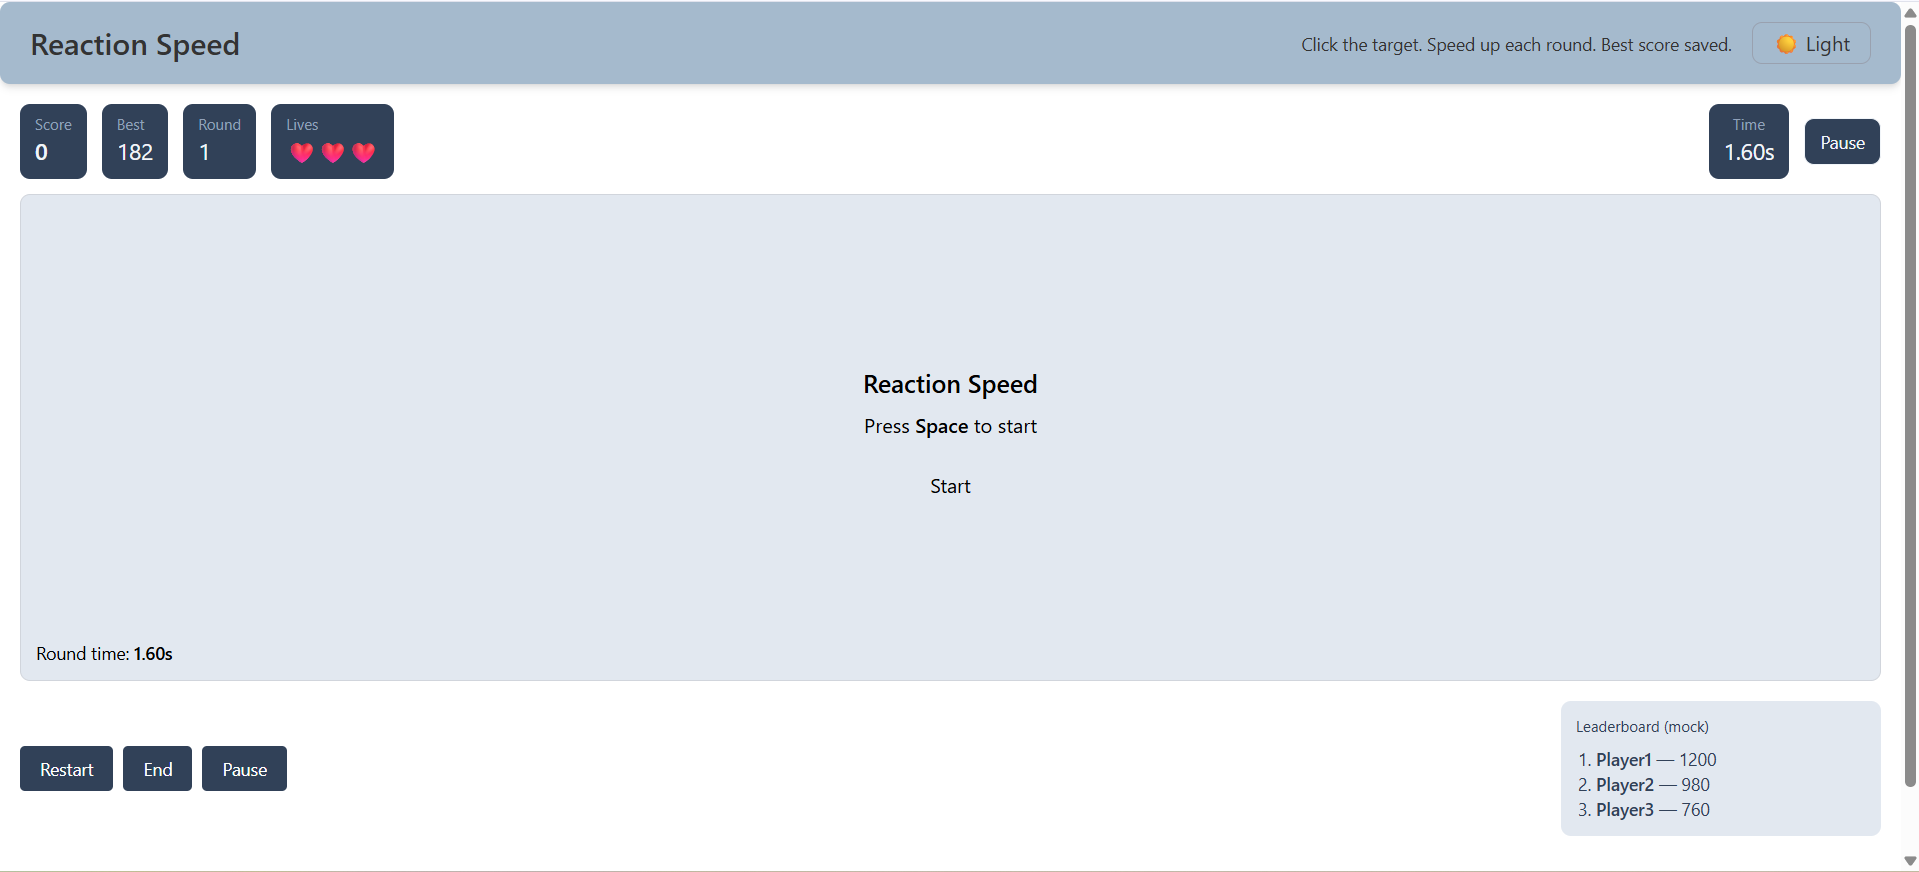 Reaction Speed
Click the target. Speed up each round. Best score saved.
Light
Score
0
Best
182
Round
1
Lives
Time
1.60s
Pause
Reaction Speed
Press Space to start
Start
Round time: 1.60s
Restart
End
Pause
Leaderboard (mock)
1. Player1 — 1200
2. Player2 — 980
3. Player3 — 760